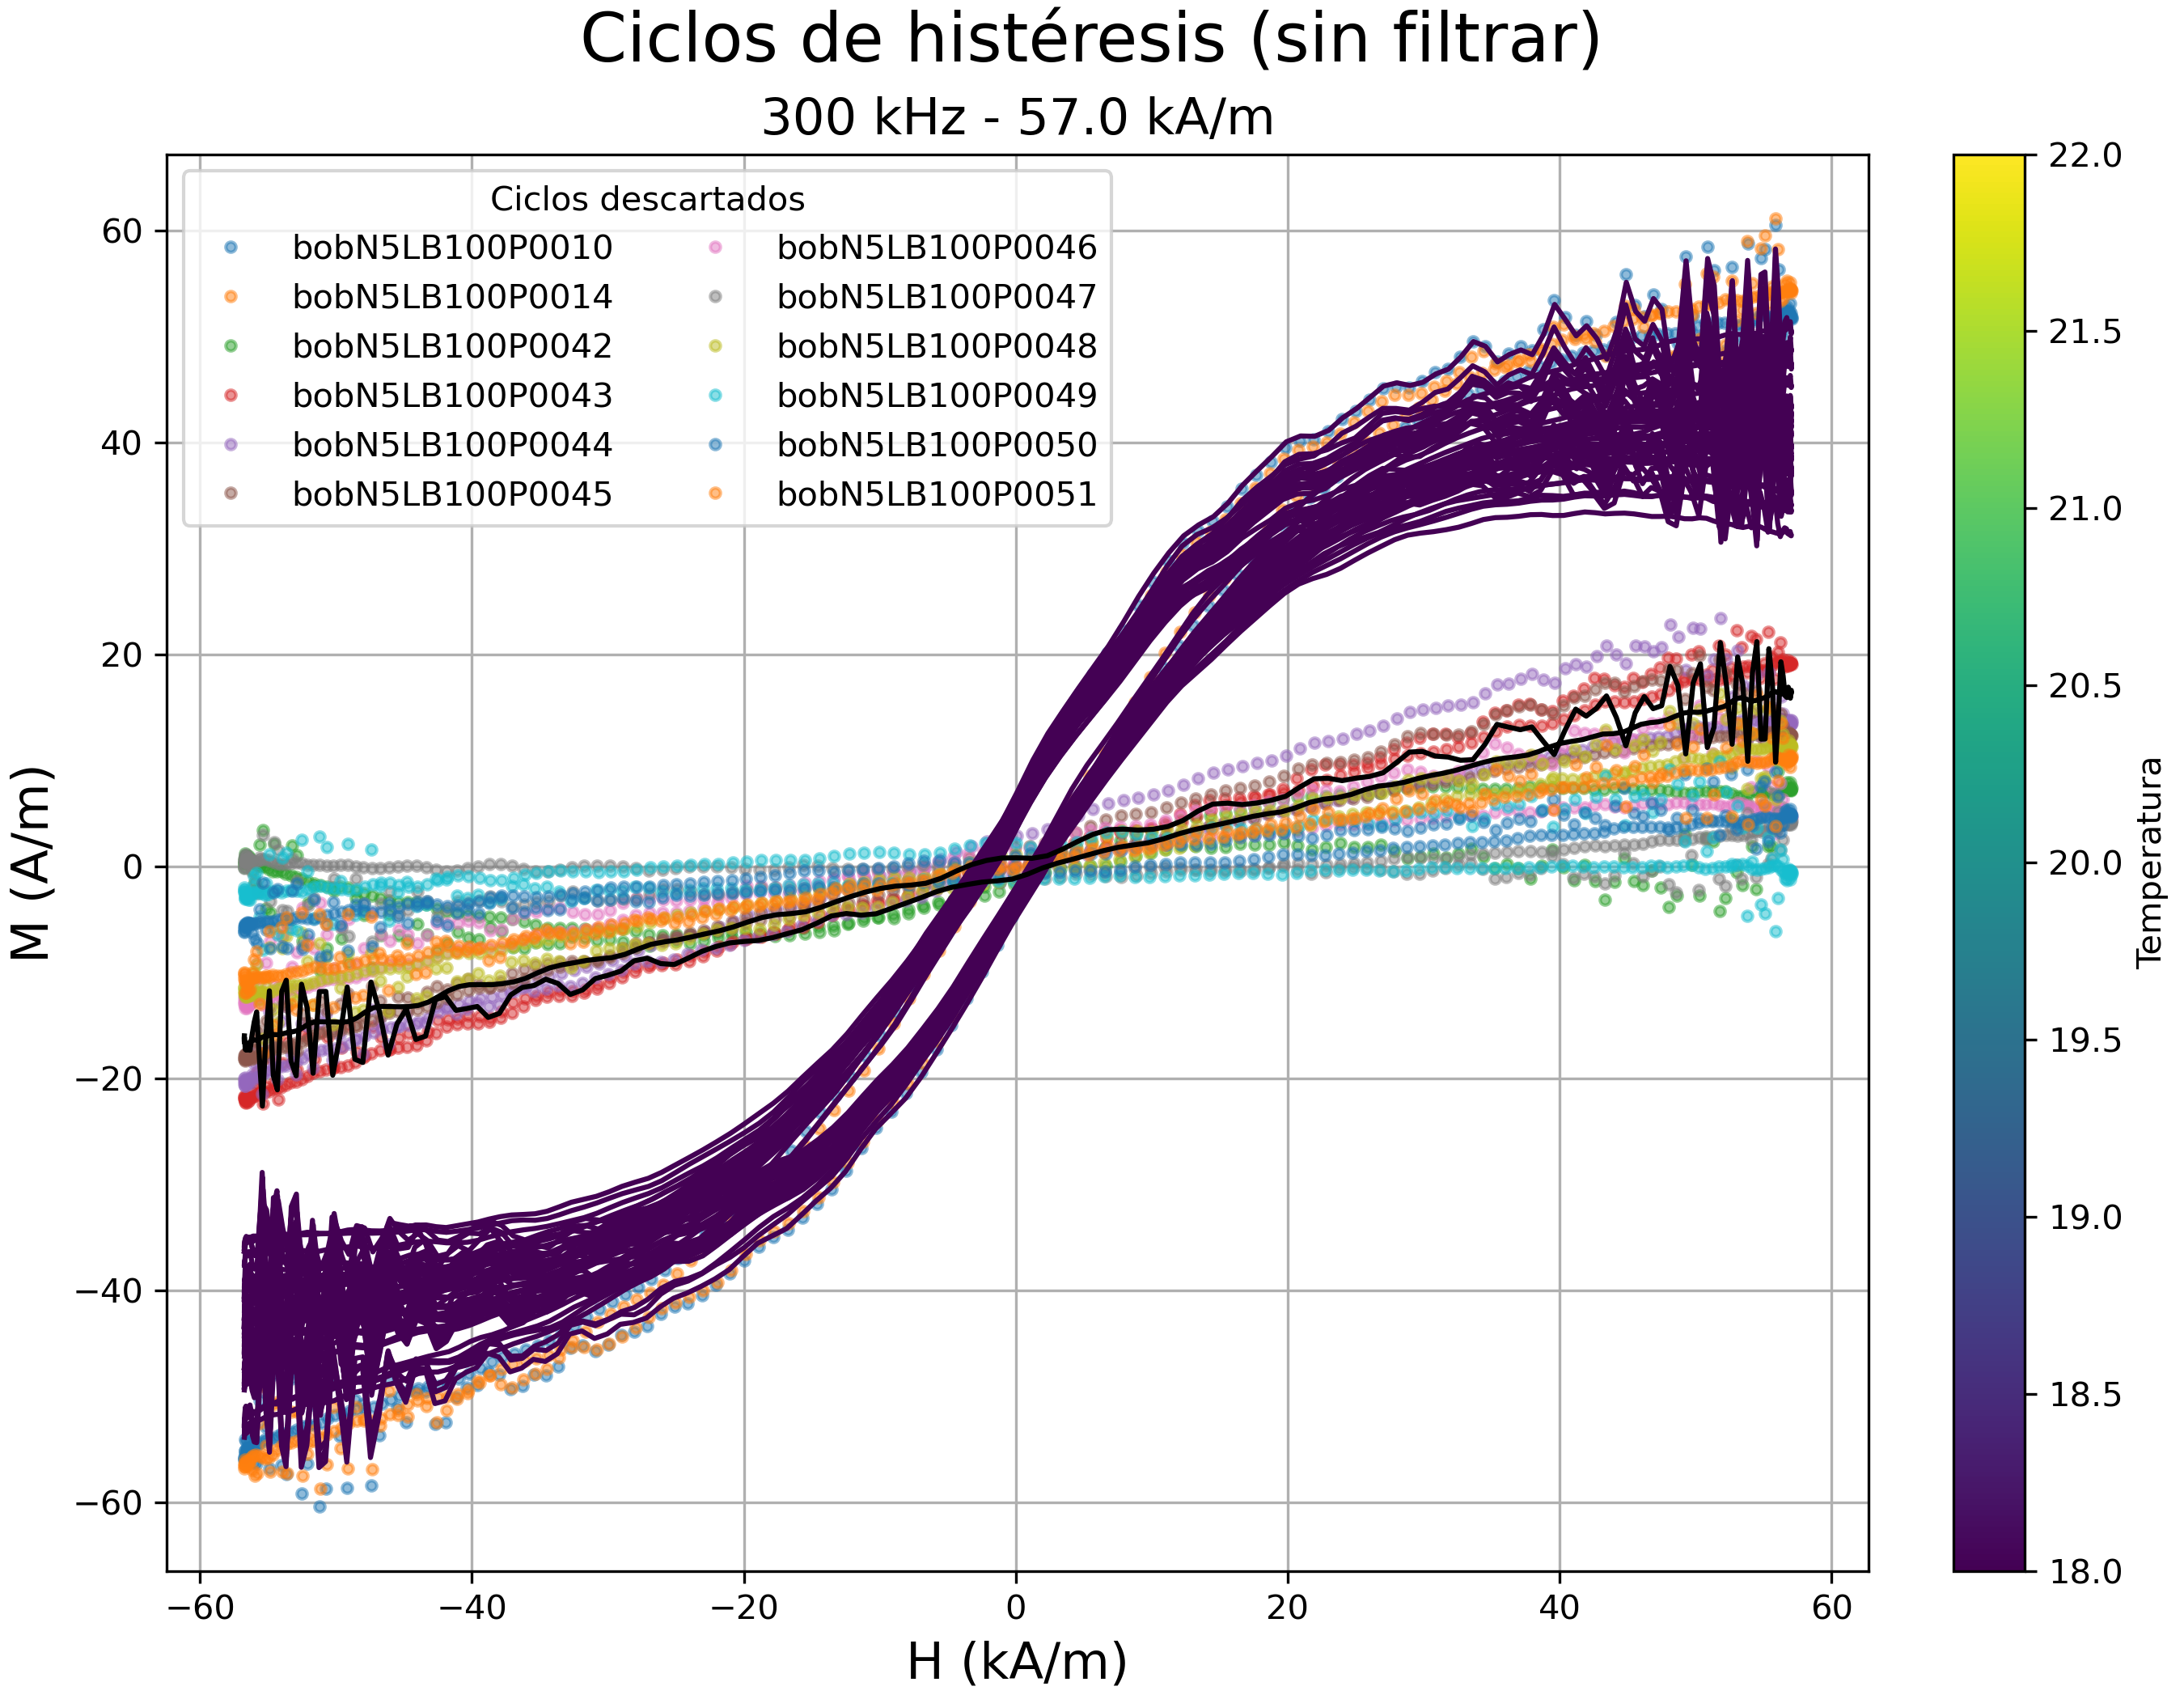 Ciclos de histéresis (sin filtrar)
300 kHz - 57.0 kA/m
Ciclos descartados
bobN5LB100P0010
bobN5LB100P0014
bobN5LB100P0042
bobN5LB100P0043
bobN5LB100P0044
bobN5LB100P0045
bobN5LB100P0046
bobN5LB100P0047
bobN5LB100P0048
bobN5LB100P0049
bobN5LB100P0050
bobN5LB100P0051
M (A/m)
60
40
20
0
−20
−40
−60
−60
−40
−20
0
20
40
60
H (kA/m)
22.0
21.5
21.0
20.5
20.0
19.5
19.0
18.5
18.0
Temperatura